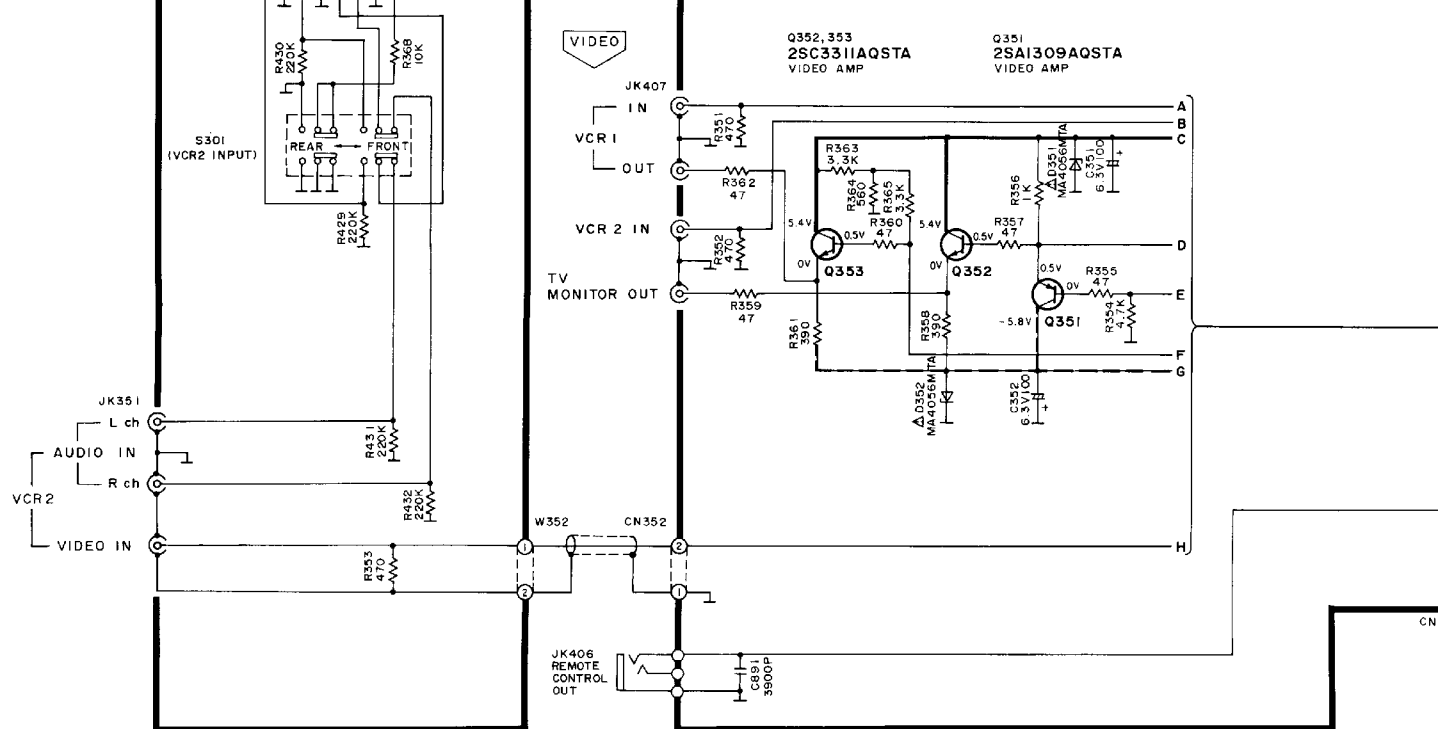 R430
220K
R368
10K
S301
(VCR2 INPUT)
REAR
FRONT
R429
220K
JK351
L ch
AUDIO IN
R ch
VCR2
VIDEO IN
R431
220K
R432
220K
R353
470
W352
CN352
1
2
2
1
VIDEO
JK407
IN
VCR 1
OUT
VCR 2 IN
TV
MONITOR OUT
R351
470
R362
47
R352
470
R359
47
Q352,353
2SC3311AQSTA
VIDEO AMP
Q351
2SA1309AQSTA
VIDEO AMP
R363
3.3K
R364
560
R365
3.3K
5.4V
0.5V
R360
47
0V
Q353
R361
390
5.4V
0.5V
R357
47
0V
Q352
R358
390
R356
1K
D351
MA4056MTA
C351
6.3V100
+
0.5V
0V
R355
47
-5.8V
Q351
R354
4.7K
D352
MA4056MTA
C352
6.3V100
+
A
B
C
D
E
F
G
H
JK406
REMOTE
CONTROL
OUT
C891
3900P
CN